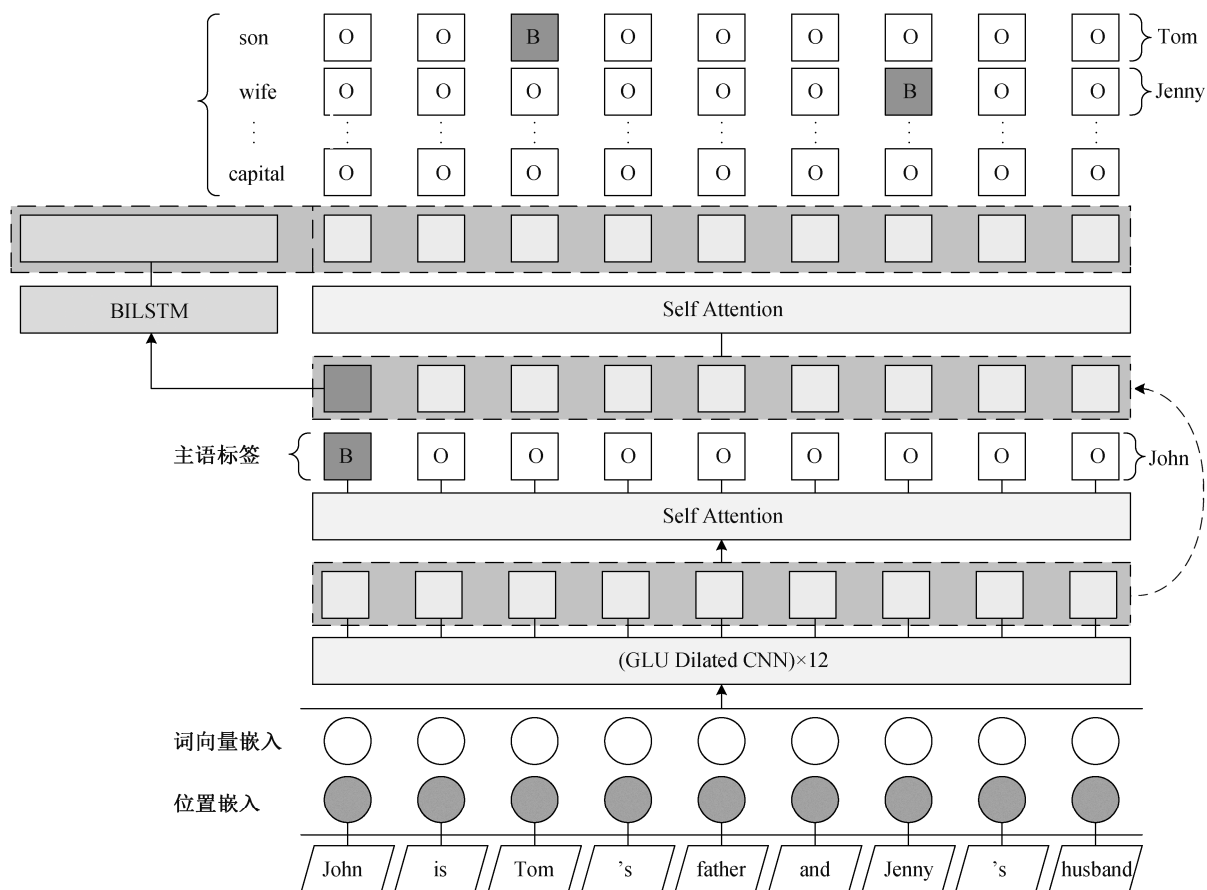 son O O B O O O O O O Tom
wife O O O O O O B O O Jenny
capital O O O O O O O O O
BILSTM Self Attention
主语标签 B O O O O O O O O John
Self Attention
(GLU Dilated CNN)×12
词向量嵌入
位置嵌入
John is Tom 's father and Jenny 's husband